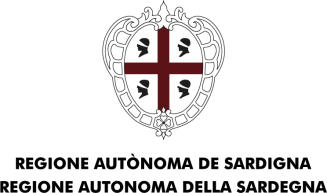 REGIONE AUTÒNOMA DE SARDIGNA
REGIONE AUTONOMA DELLA SARDEGNA